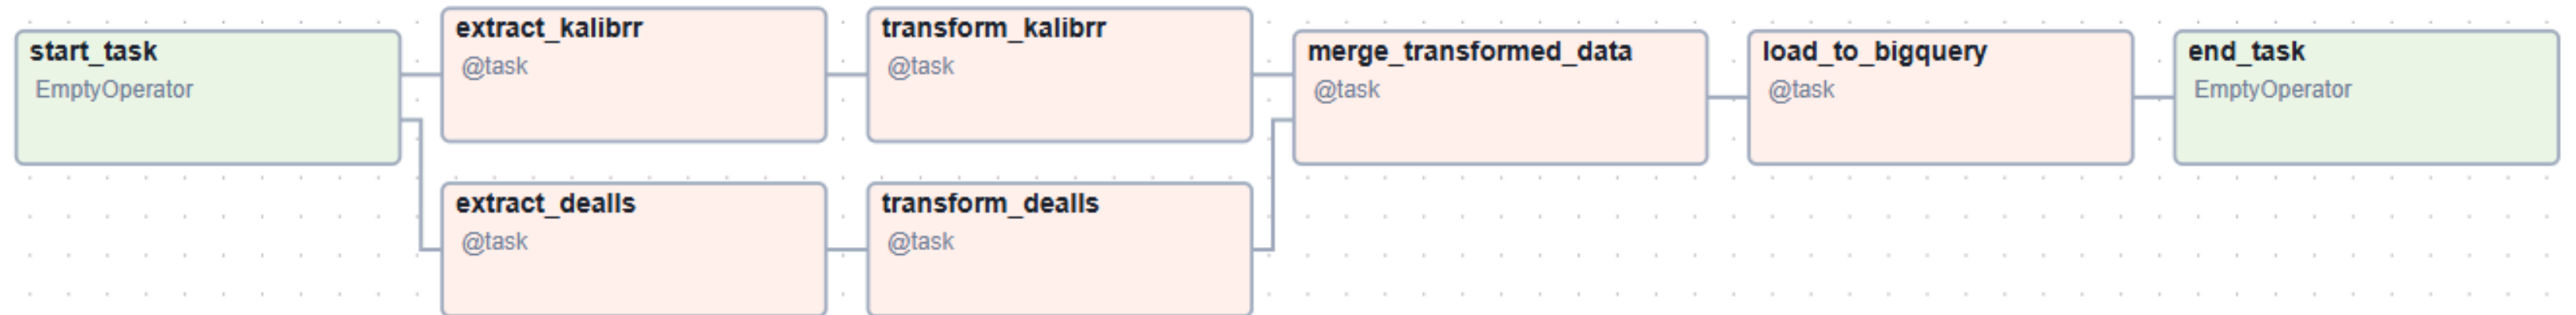 start_task
EmptyOperator
extract_kalibrr
@task
transform_kalibrr
@task
extract_dealls
@task
transform_dealls
@task
merge_transformed_data
@task
load_to_bigquery
@task
end_task
EmptyOperator